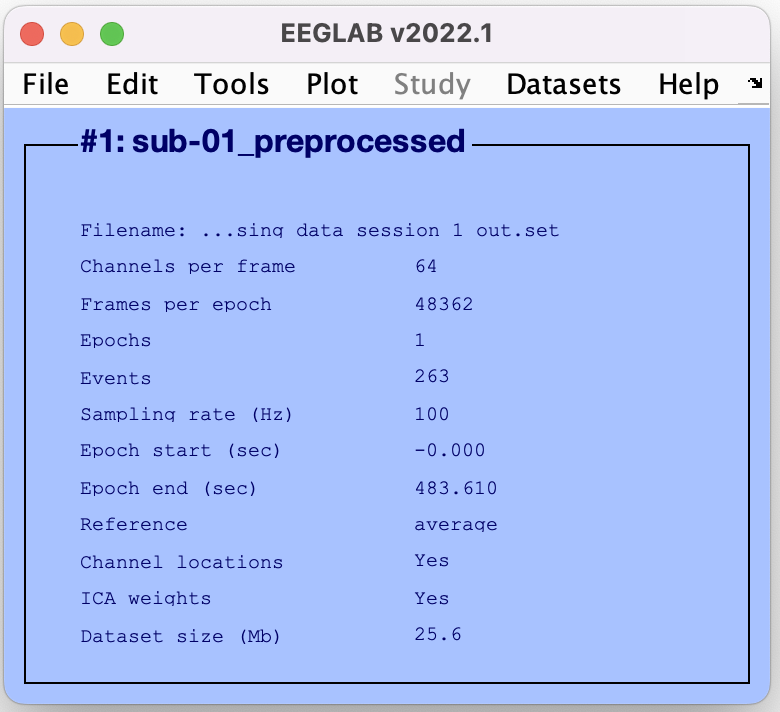 EEGLAB v2022.1
File Edit Tools Plot Study Datasets Help
#1: sub-01_preprocessed
Filename: ...sing data session 1 out.set
Channels per frame 64
Frames per epoch 48362
Epochs 1
Events 263
Sampling rate (Hz) 100
Epoch start (sec) -0.000
Epoch end (sec) 483.610
Reference average
Channel locations Yes
ICA weights Yes
Dataset size (Mb) 25.6